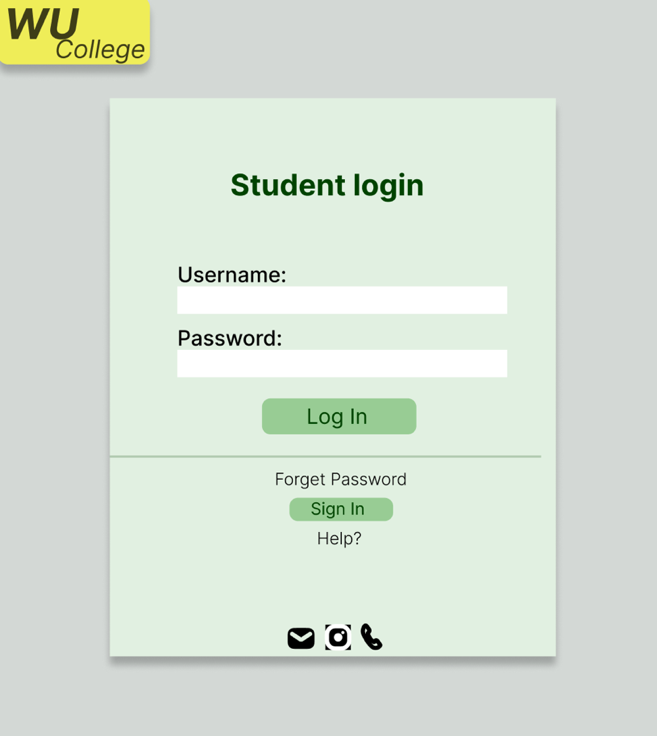 WU
College
Student login
Username:
Password:
Log In
Forget Password
Sign In
Help?